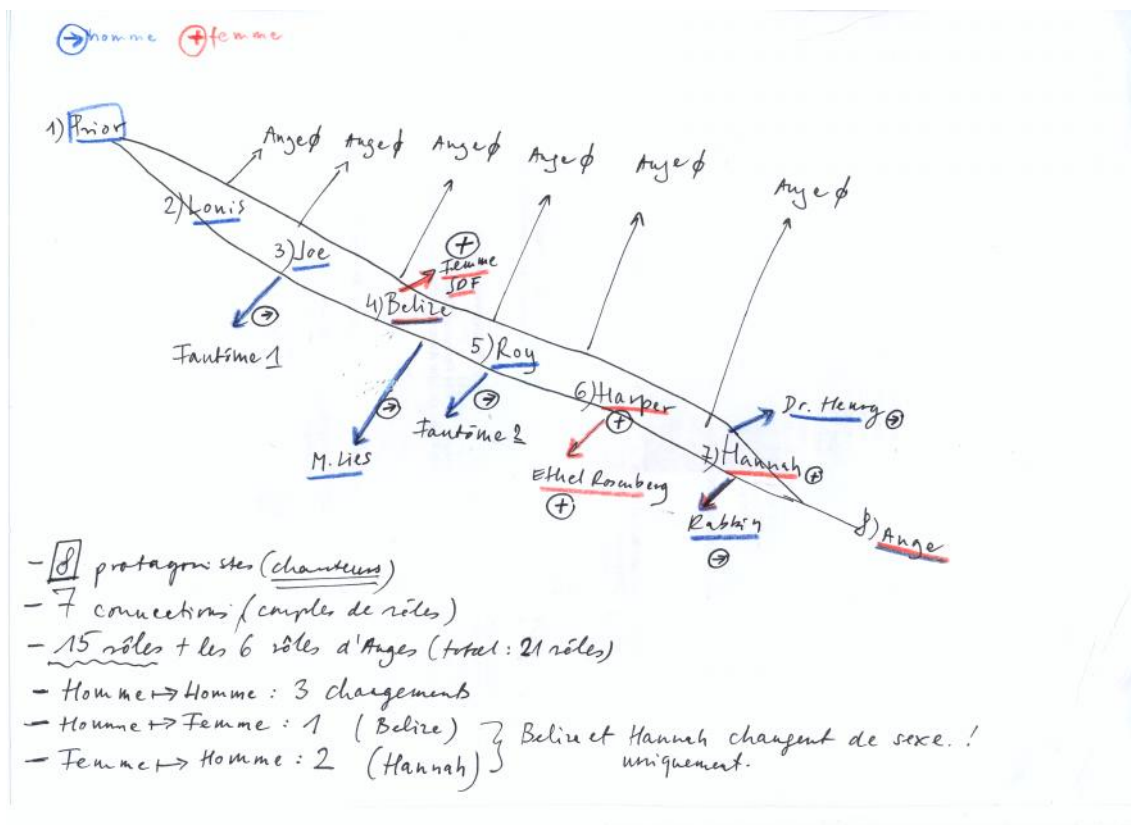 → homme + femme
1) Prior
Ange ϕ Ange ϕ Ange ϕ Ange ϕ Ange ϕ Ange ϕ
2) Louis
3) Joe
+
Femme
SDF
4) Belize
→
Fantôme 1
5) Roy
→
M. Lies
→
Fantôme 2
6) Harper
+
Dr. Henry →
Ethel Rosenberg
+
7) Hannah +
Rabbin
→
8) Ange
- 8 protagonistes (chanteurs)
- 7 connections (couples de rôles)
- 15 rôles + les 6 rôles d'Anges (total : 21 rôles)
- Homme ↦ Homme : 3 changements
- Homme ↦ Femme : 1 (Belize) } Belize et Hannah changent de sexe. !
- Femme ↦ Homme : 2 (Hannah) uniquement.